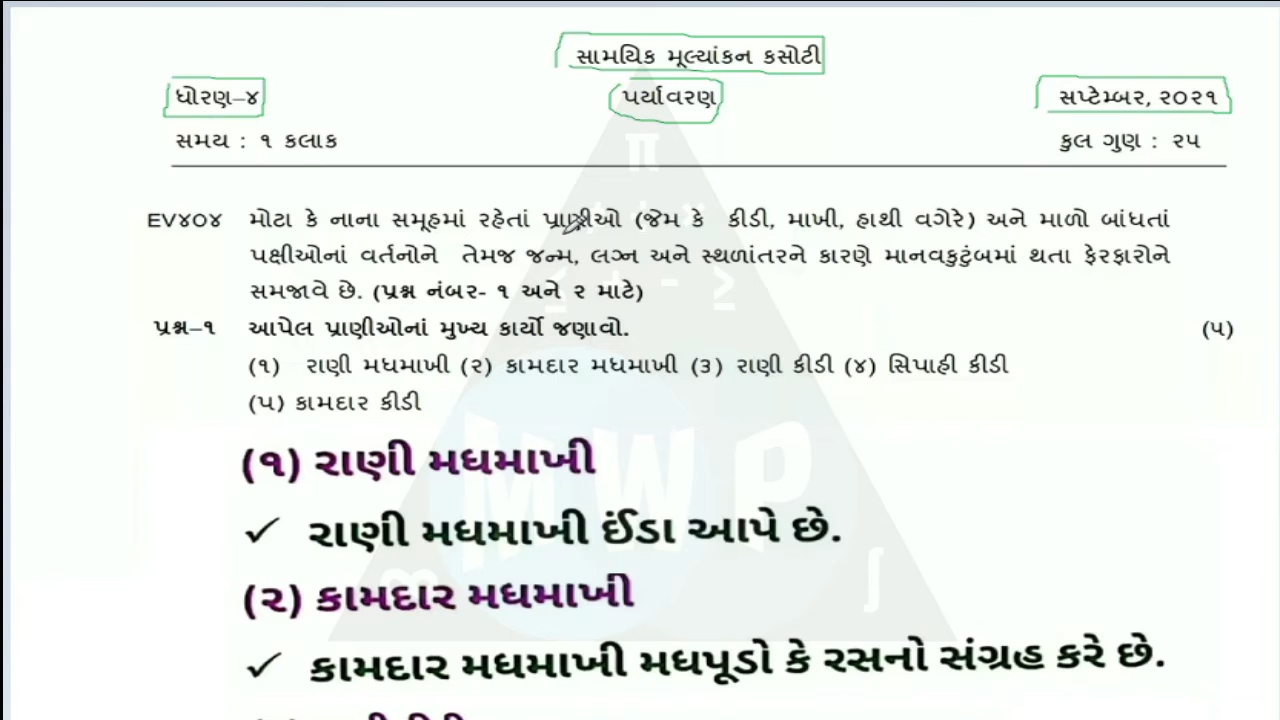 સામયિક મૂલ્યાંકન કસોટી
ધોરણ–૪ પર્યાવરણ સપ્ટેમ્બર, ૨૦૨૧
સમય : ૧ કલાક કુલ ગુણ : ૨૫
EV૪૦૪ મોટા કે નાના સમૂહમાં રહેતાં પ્રાણીઓ (જેમ કે કીડી, માખી, હાથી વગેરે) અને માળો બાંધતાં
પક્ષીઓનાં વર્તનોને તેમજ જન્મ, લગ્ન અને સ્થળાંતરને કારણે માનવકુટુંબમાં થતા ફેરફારોને
સમજાવે છે. (પ્રશ્ન નંબર- ૧ અને ૨ માટે)
પ્રશ્ન–૧ આપેલ પ્રાણીઓનાં મુખ્ય કાર્યો જણાવો. (૫)
(૧) રાણી મધમાખી (૨) કામદાર મધમાખી (૩) રાણી કીડી (૪) સિપાહી કીડી
(૫) કામદાર કીડી
(૧) રાણી મધમાખી
✓ રાણી મધમાખી ઈંડા આપે છે.
(૨) કામદાર મધમાખી
✓ કામદાર મધમાખી મધપૂડો કે રસનો સંગ્રહ કરે છે.
MWP